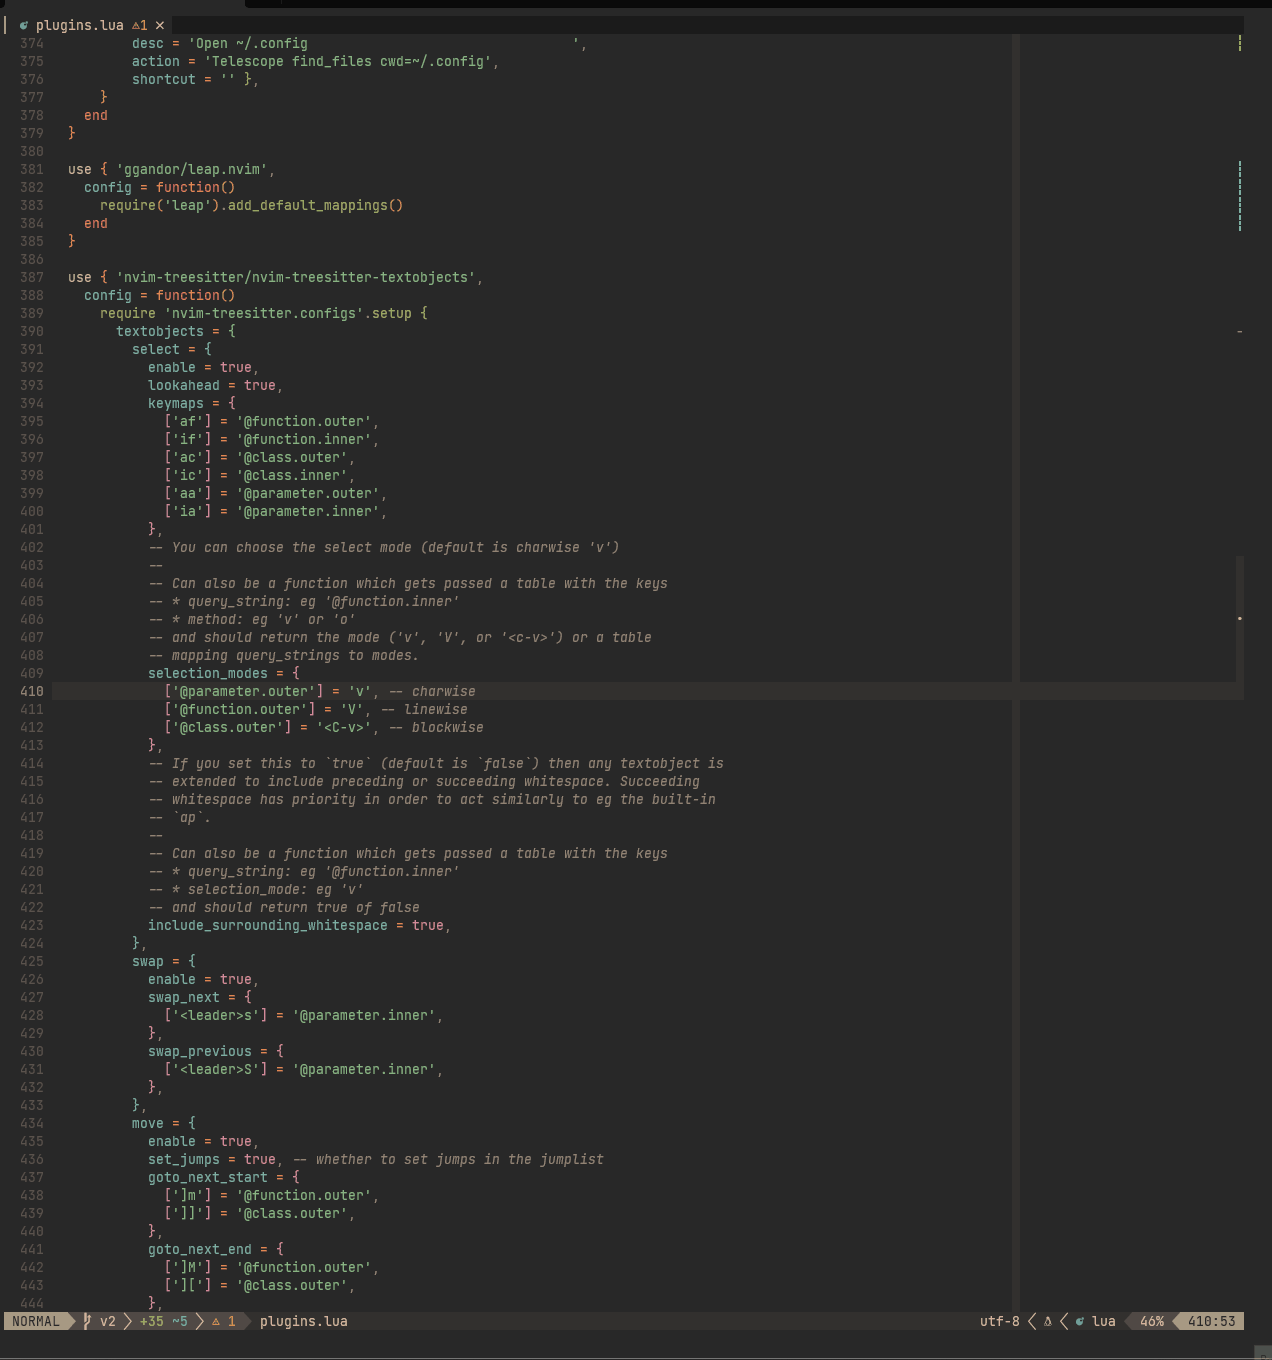 plugins.lua ⚠1 ×
374 desc = 'Open ~/.config                                 ',
375 action = 'Telescope find_files cwd=~/.config',
376 shortcut = '' },
377 }
378 end
379 }
380
381 use { 'ggandor/leap.nvim',
382 config = function()
383 require('leap').add_default_mappings()
384 end
385 }
386
387 use { 'nvim-treesitter/nvim-treesitter-textobjects',
388 config = function()
389 require 'nvim-treesitter.configs'.setup {
390 textobjects = {
391 select = {
392 enable = true,
393 lookahead = true,
394 keymaps = {
395 ['af'] = '@function.outer',
396 ['if'] = '@function.inner',
397 ['ac'] = '@class.outer',
398 ['ic'] = '@class.inner',
399 ['aa'] = '@parameter.outer',
400 ['ia'] = '@parameter.inner',
401 },
402 -- You can choose the select mode (default is charwise 'v')
403 --
404 -- Can also be a function which gets passed a table with the keys
405 -- * query_string: eg '@function.inner'
406 -- * method: eg 'v' or 'o'
407 -- and should return the mode ('v', 'V', or '<c-v>') or a table
408 -- mapping query_strings to modes.
409 selection_modes = {
410 ['@parameter.outer'] = 'v', -- charwise
411 ['@function.outer'] = 'V', -- linewise
412 ['@class.outer'] = '<C-v>', -- blockwise
413 },
414 -- If you set this to `true` (default is `false`) then any textobject is
415 -- extended to include preceding or succeeding whitespace. Succeeding
416 -- whitespace has priority in order to act similarly to eg the built-in
417 -- `ap`.
418 --
419 -- Can also be a function which gets passed a table with the keys
420 -- * query_string: eg '@function.inner'
421 -- * selection_mode: eg 'v'
422 -- and should return true of false
423 include_surrounding_whitespace = true,
424 },
425 swap = {
426 enable = true,
427 swap_next = {
428 ['<leader>s'] = '@parameter.inner',
429 },
430 swap_previous = {
431 ['<leader>S'] = '@parameter.inner',
432 },
433 },
434 move = {
435 enable = true,
436 set_jumps = true, -- whether to set jumps in the jumplist
437 goto_next_start = {
438 [']m'] = '@function.outer',
439 [']]'] = '@class.outer',
440 },
441 goto_next_end = {
442 [']M'] = '@function.outer',
443 [']['] = '@class.outer',
444 },
NORMAL v2 +35 ~5 ⚠ 1 plugins.lua utf-8 lua 46% 410:53